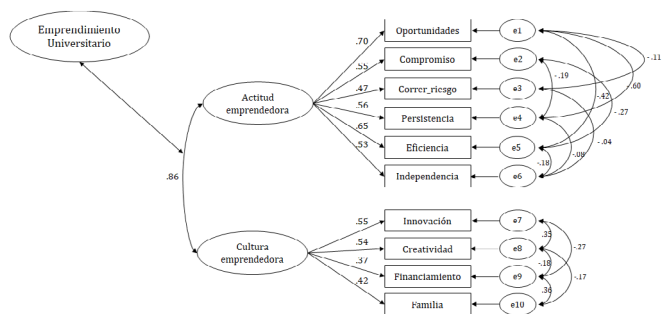 Emprendimiento
Universitario
Actitud
emprendedora
.86
Cultura
emprendedora
.70
.55
.47
.56
.65
.53
Oportunidades
Compromiso
Correr_riesgo
Persistencia
Eficiencia
Independencia
e1
e2
e3
e4
e5
e6
-.11
-.19
-.60
-.42
-.27
-.04
-.08
-.18
.55
.54
.37
.42
Innovación
Creatividad
Financiamiento
Familia
e7
e8
e9
e10
.35
-.27
-.18
-.17
.36